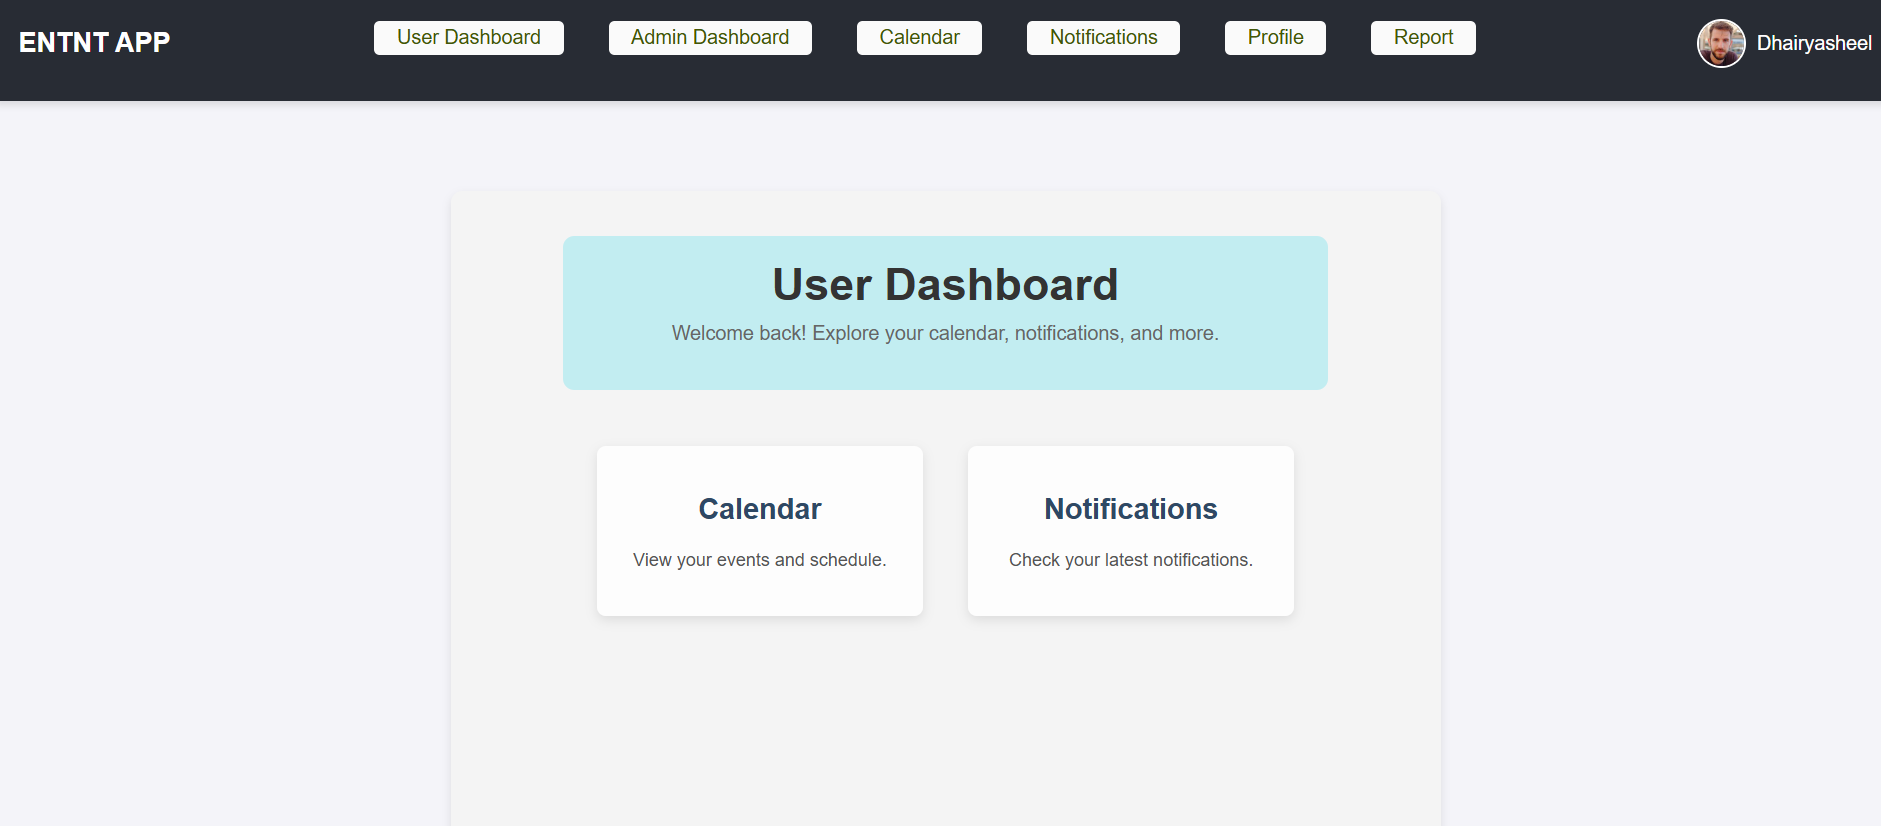 ENTNT APP
User Dashboard
Admin Dashboard
Calendar
Notifications
Profile
Report
Dhairyasheel
User Dashboard
Welcome back! Explore your calendar, notifications, and more.
Calendar
View your events and schedule.
Notifications
Check your latest notifications.